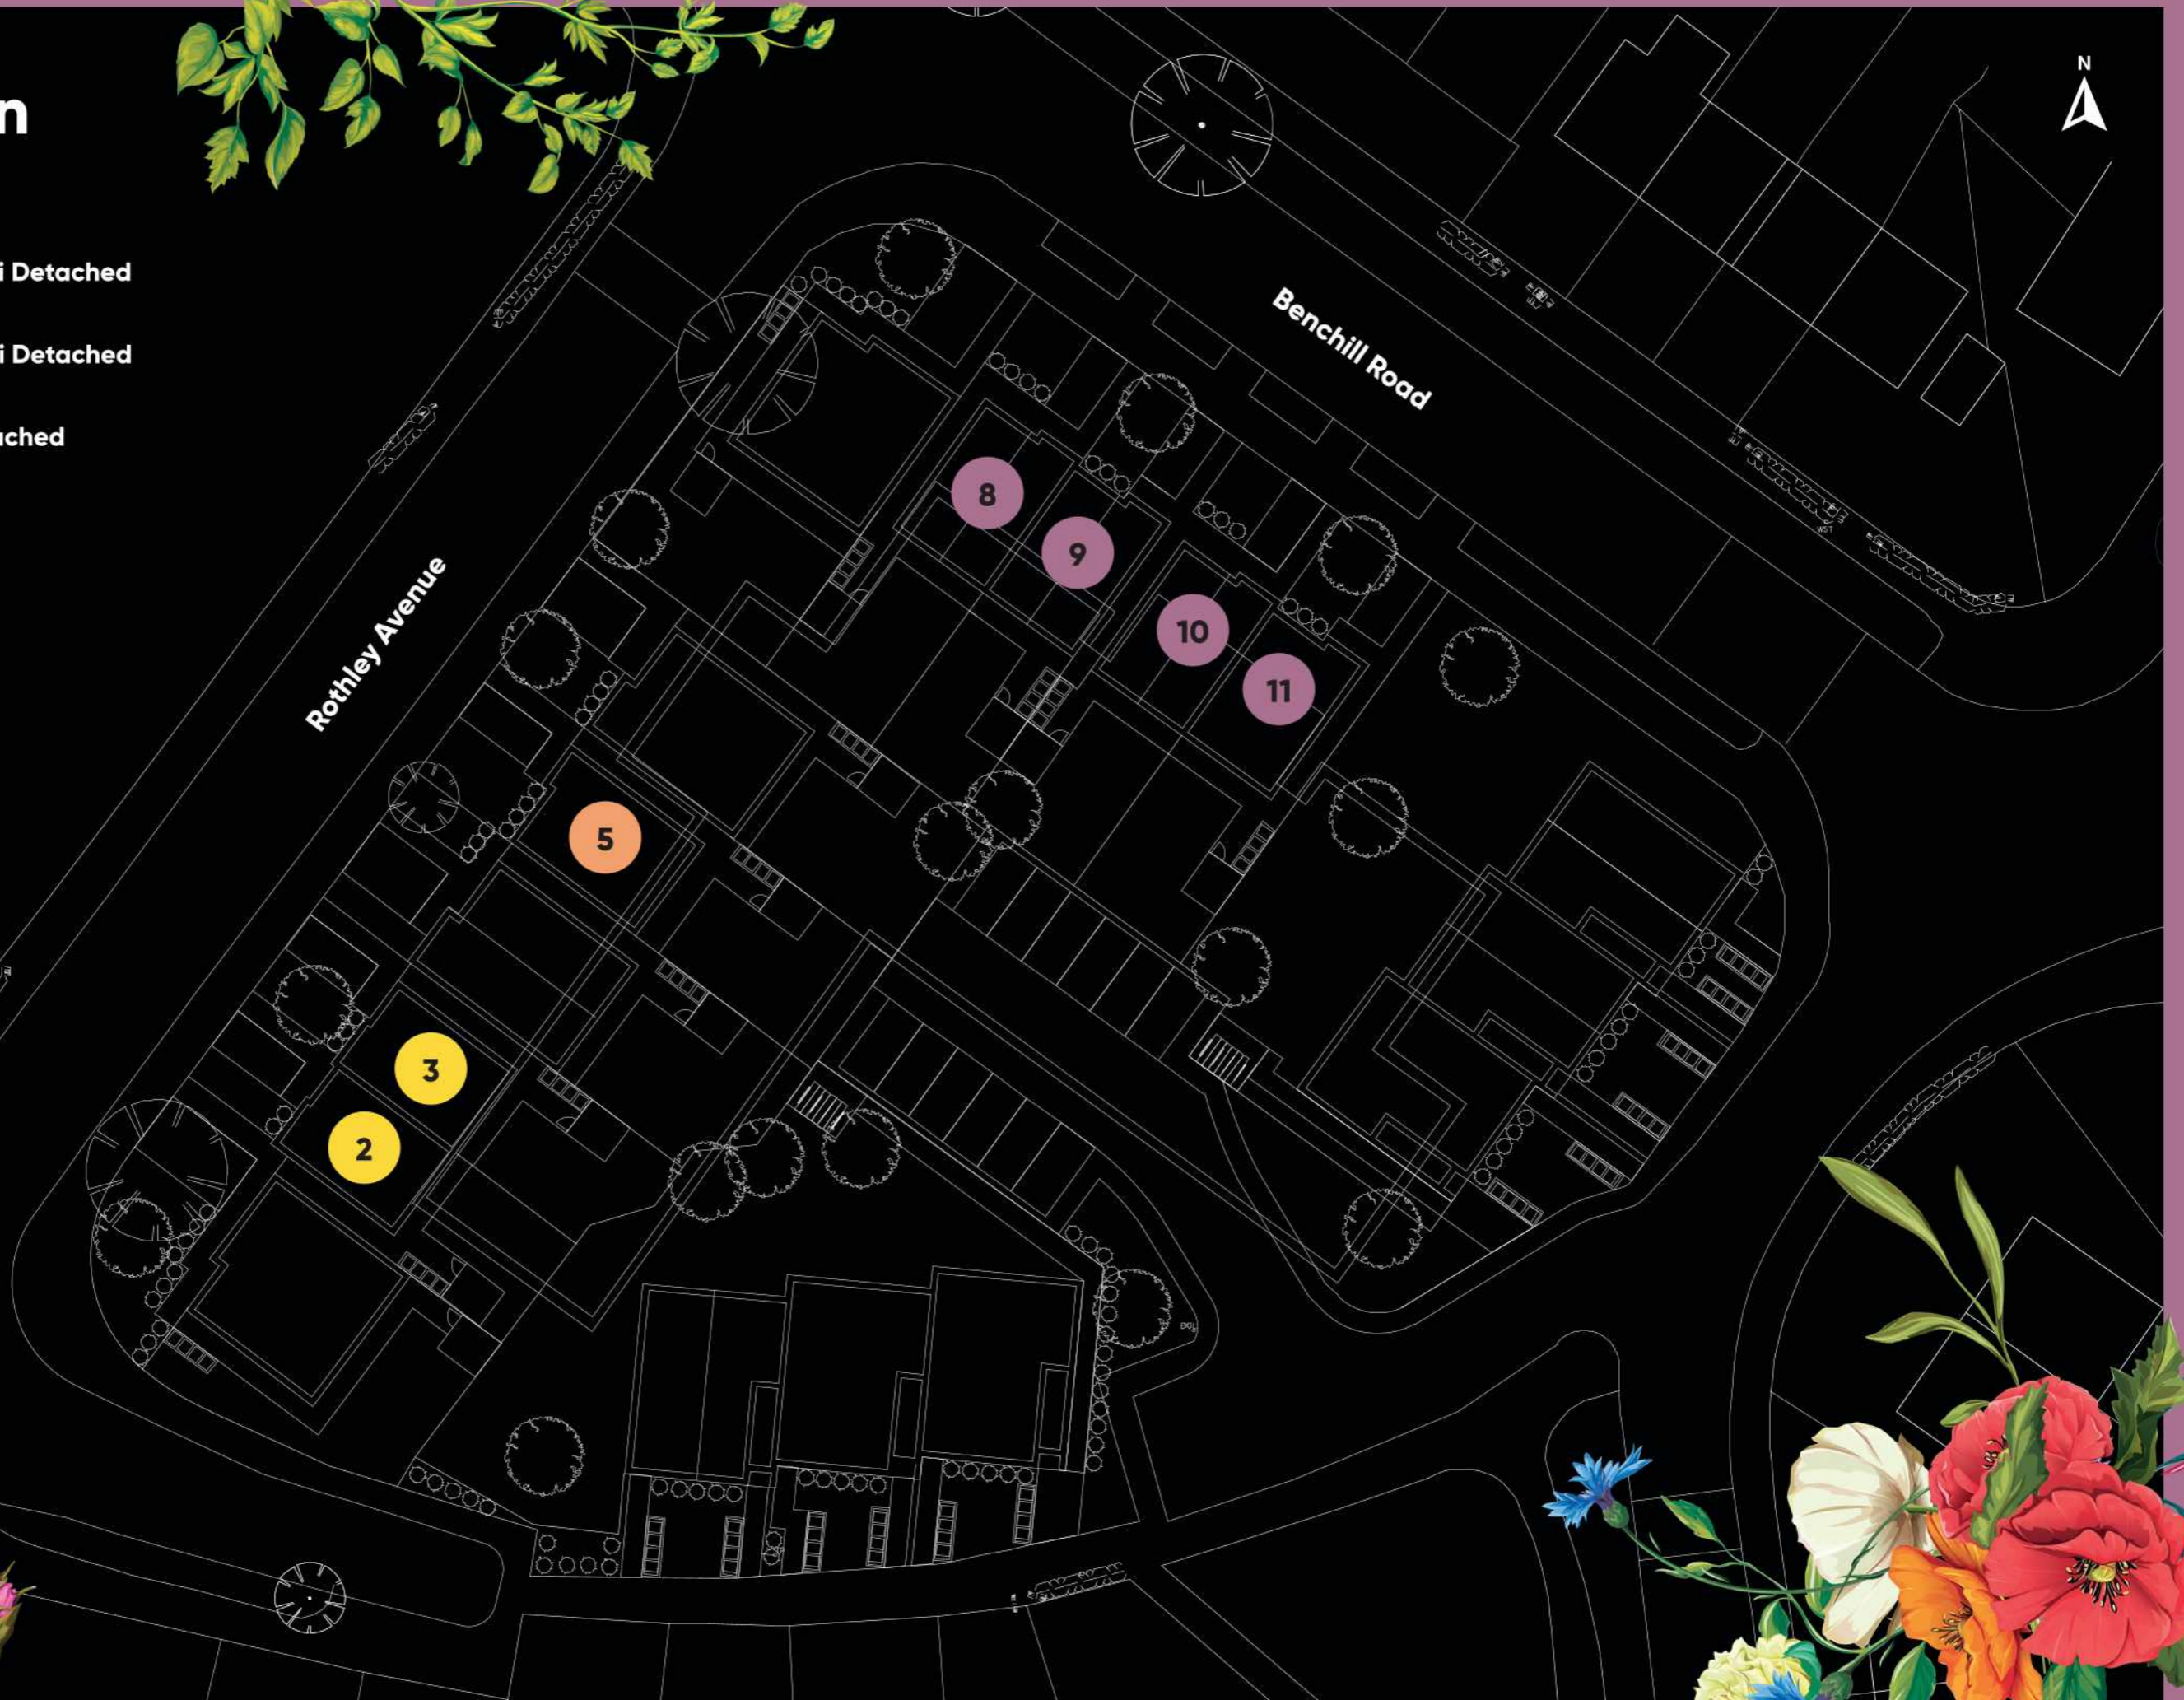 n
N
i Detached
i Detached
ached
Benchill Road
Rothley Avenue
8
9
10
11
5
3
2